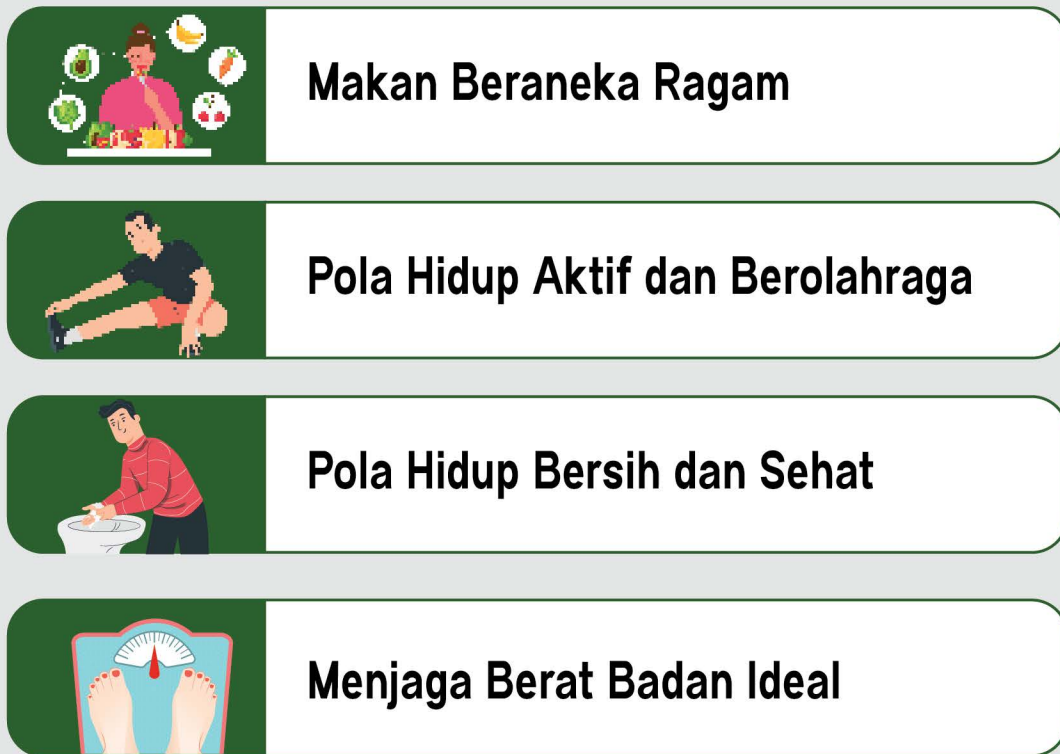 Makan Beraneka Ragam
Pola Hidup Aktif dan Berolahraga
Pola Hidup Bersih dan Sehat
Menjaga Berat Badan Ideal